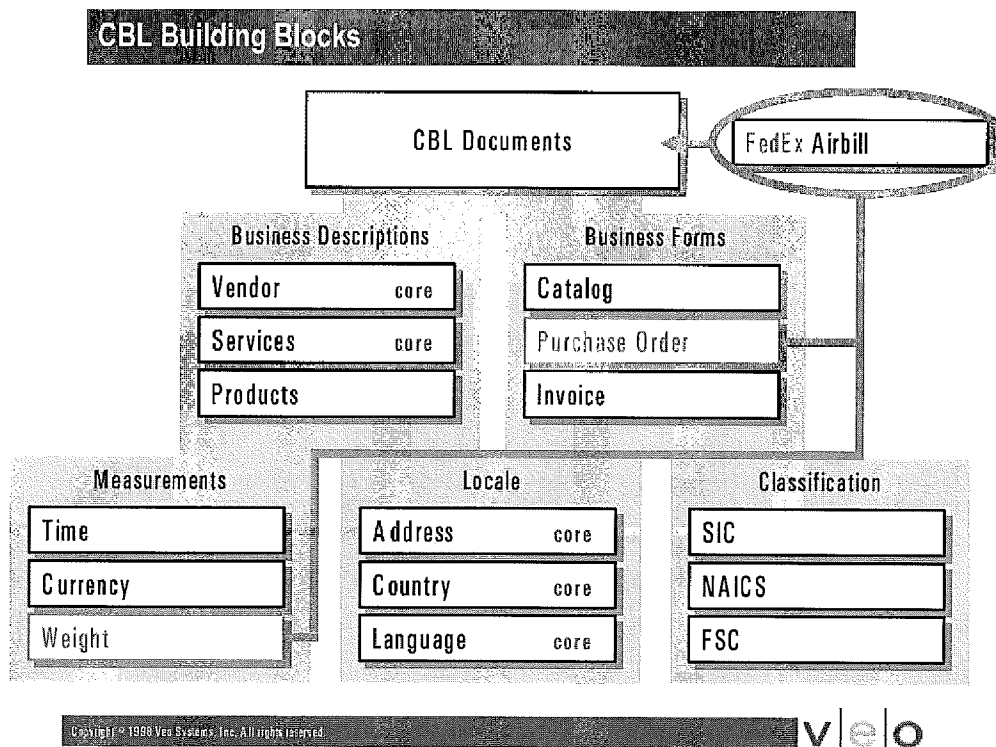 CBL Building Blocks
CBL Documents
FedEx Airbill
Business Descriptions
Vendor core
Services core
Products
Business Forms
Catalog
Purchase Order
Invoice
Measurements
Time
Currency
Weight
Locale
Address core
Country core
Language core
Classification
SIC
NAICS
FSC
Copyright © 1998 Veo Systems, Inc. All rights reserved.
veo